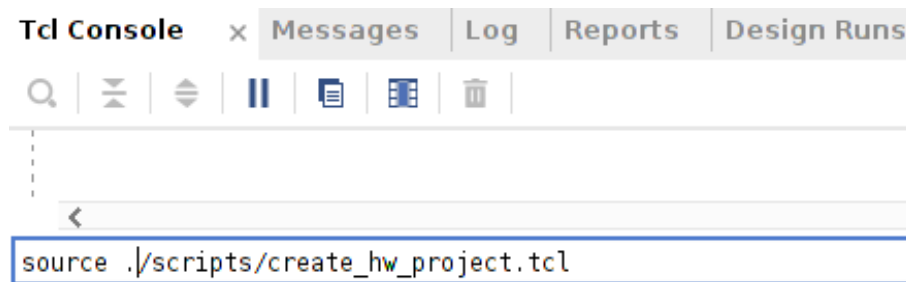 Tcl Console × Messages Log Reports Design Runs
source ./scripts/create_hw_project.tcl